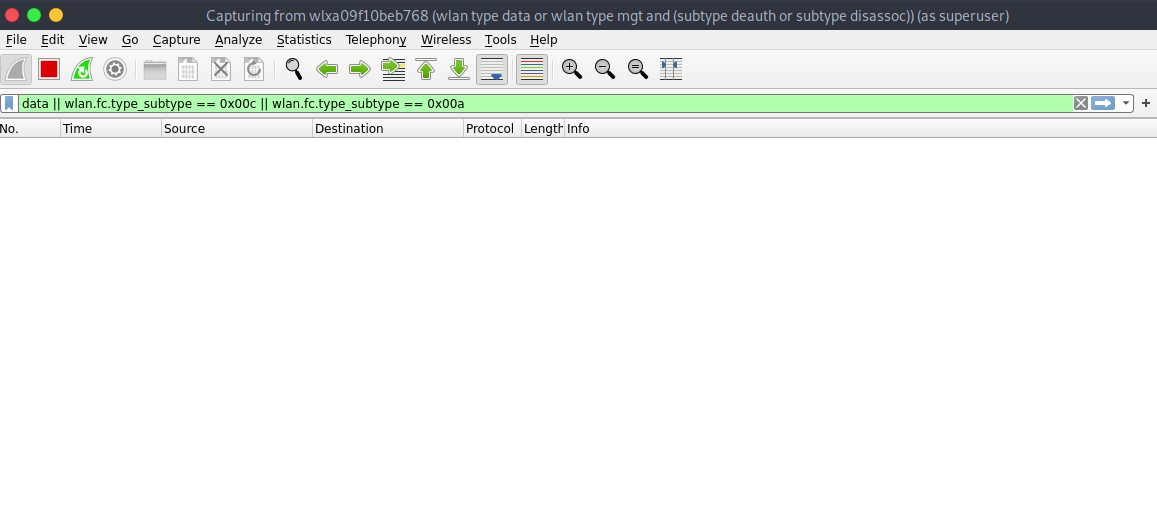 Capturing from wlxa09f10beb768 (wlan type data or wlan type mgt and (subtype deauth or subtype disassoc)) (as superuser)
File Edit View Go Capture Analyze Statistics Telephony Wireless Tools Help
data || wlan.fc.type_subtype == 0x00c || wlan.fc.type_subtype == 0x00a
No. Time Source Destination Protocol Length Info